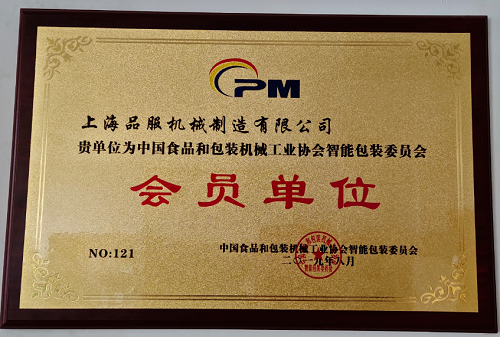 CPM
上海品服机械制造有限公司
贵单位为中国食品和包装机械工业协会智能包装委员会
会员单位
NO:121
中国食品和包装机械工业协会智能包装委员会
二〇一九年八月